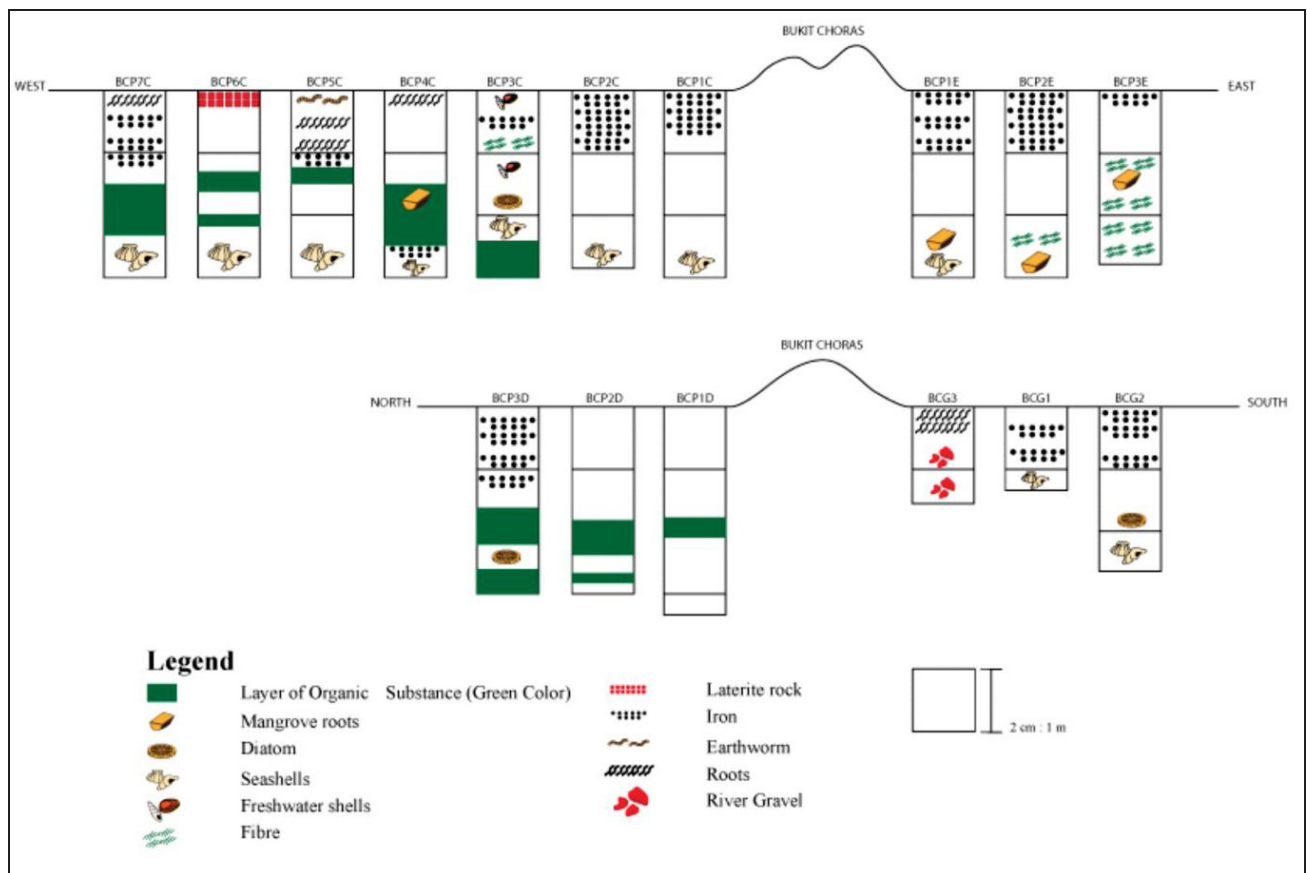 BUKIT CHORAS
WEST BCP7C BCP6C BCP5C BCP4C BCP3C BCP2C BCP1C BCP1E BCP2E BCP3E EAST
BUKIT CHORAS
NORTH BCP3D BCP2D BCP1D BCG3 BCG1 BCG2 SOUTH
Legend
Layer of Organic Substance (Green Color)
Mangrove roots
Diatom
Seashells
Freshwater shells
Fibre
Laterite rock
Iron
Earthworm
Roots
River Gravel
2 cm : 1 m